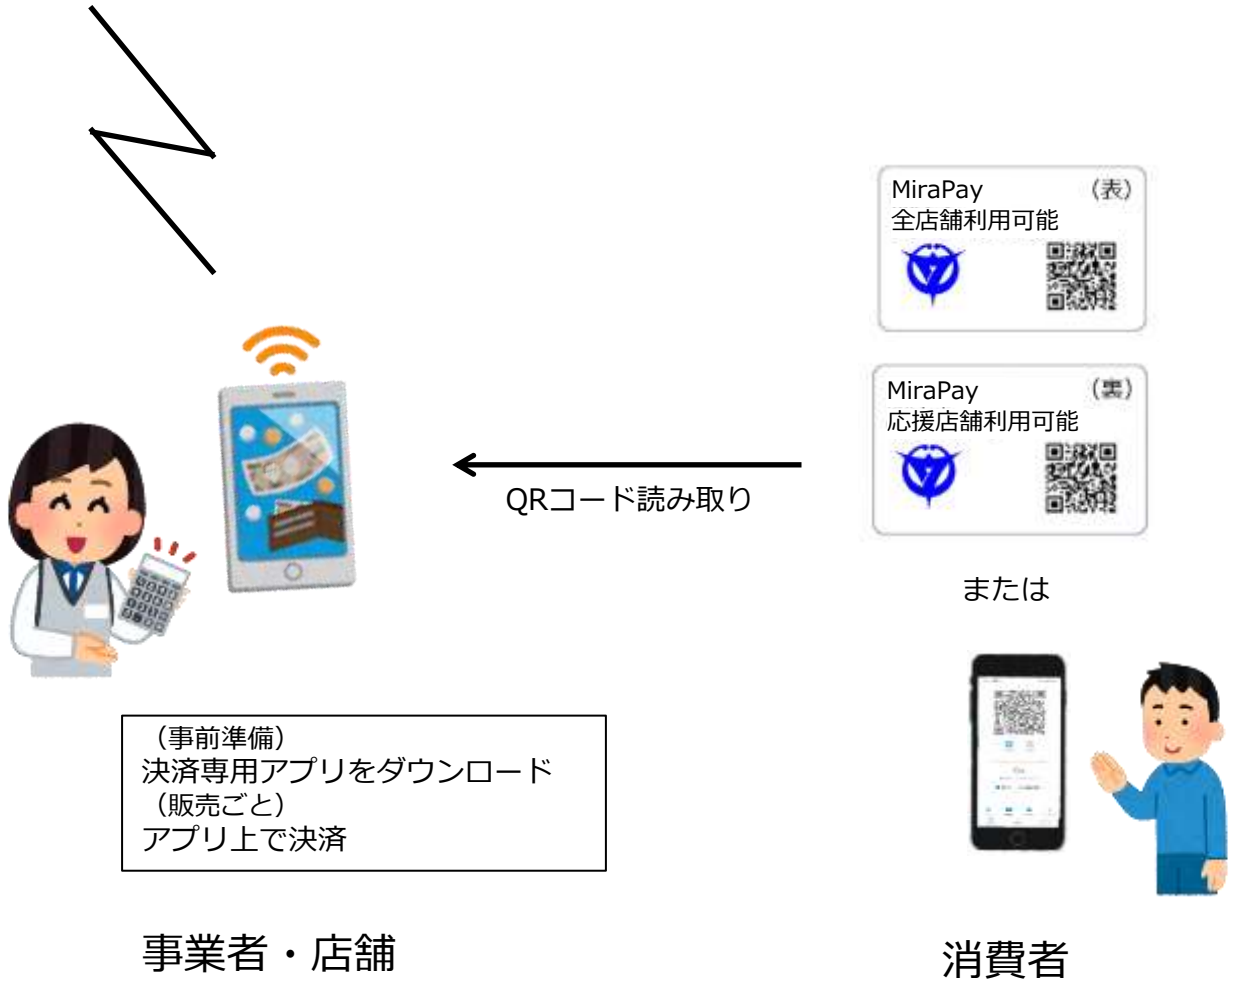 MiraPay （表）
全店舗利用可能
MiraPay （裏）
応援店舗利用可能
QRコード読み取り
または
（事前準備）
決済専用アプリをダウンロード
（販売ごと）
アプリ上で決済
事業者・店舗
消費者